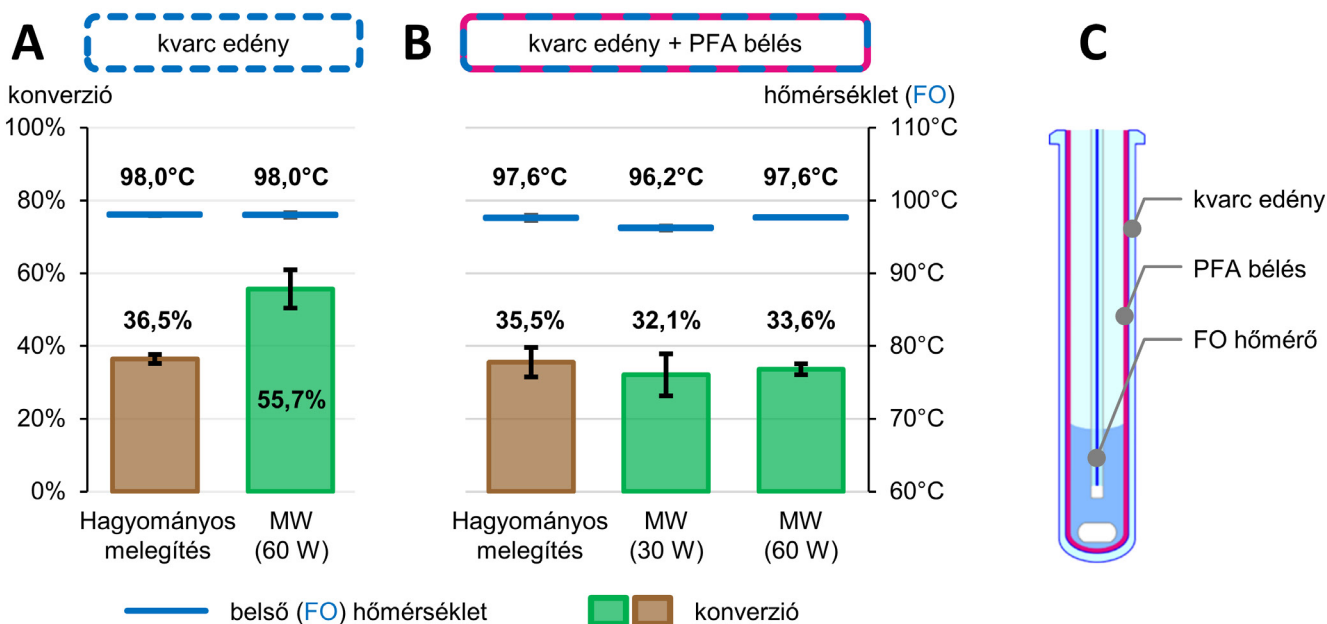 A
kvarc edény
B
kvarc edény + PFA bélés
C
konverzió
hőmérséklet (FO)
100%
80%
60%
40%
20%
0%
98,0°C
98,0°C
36,5%
55,7%
Hagyományos
melegítés
MW
(60 W)
97,6°C
96,2°C
97,6°C
35,5%
32,1%
33,6%
Hagyományos
melegítés
MW
(30 W)
MW
(60 W)
110°C
100°C
90°C
80°C
70°C
60°C
kvarc edény
PFA bélés
FO hőmérő
belső (FO) hőmérséklet
konverzió